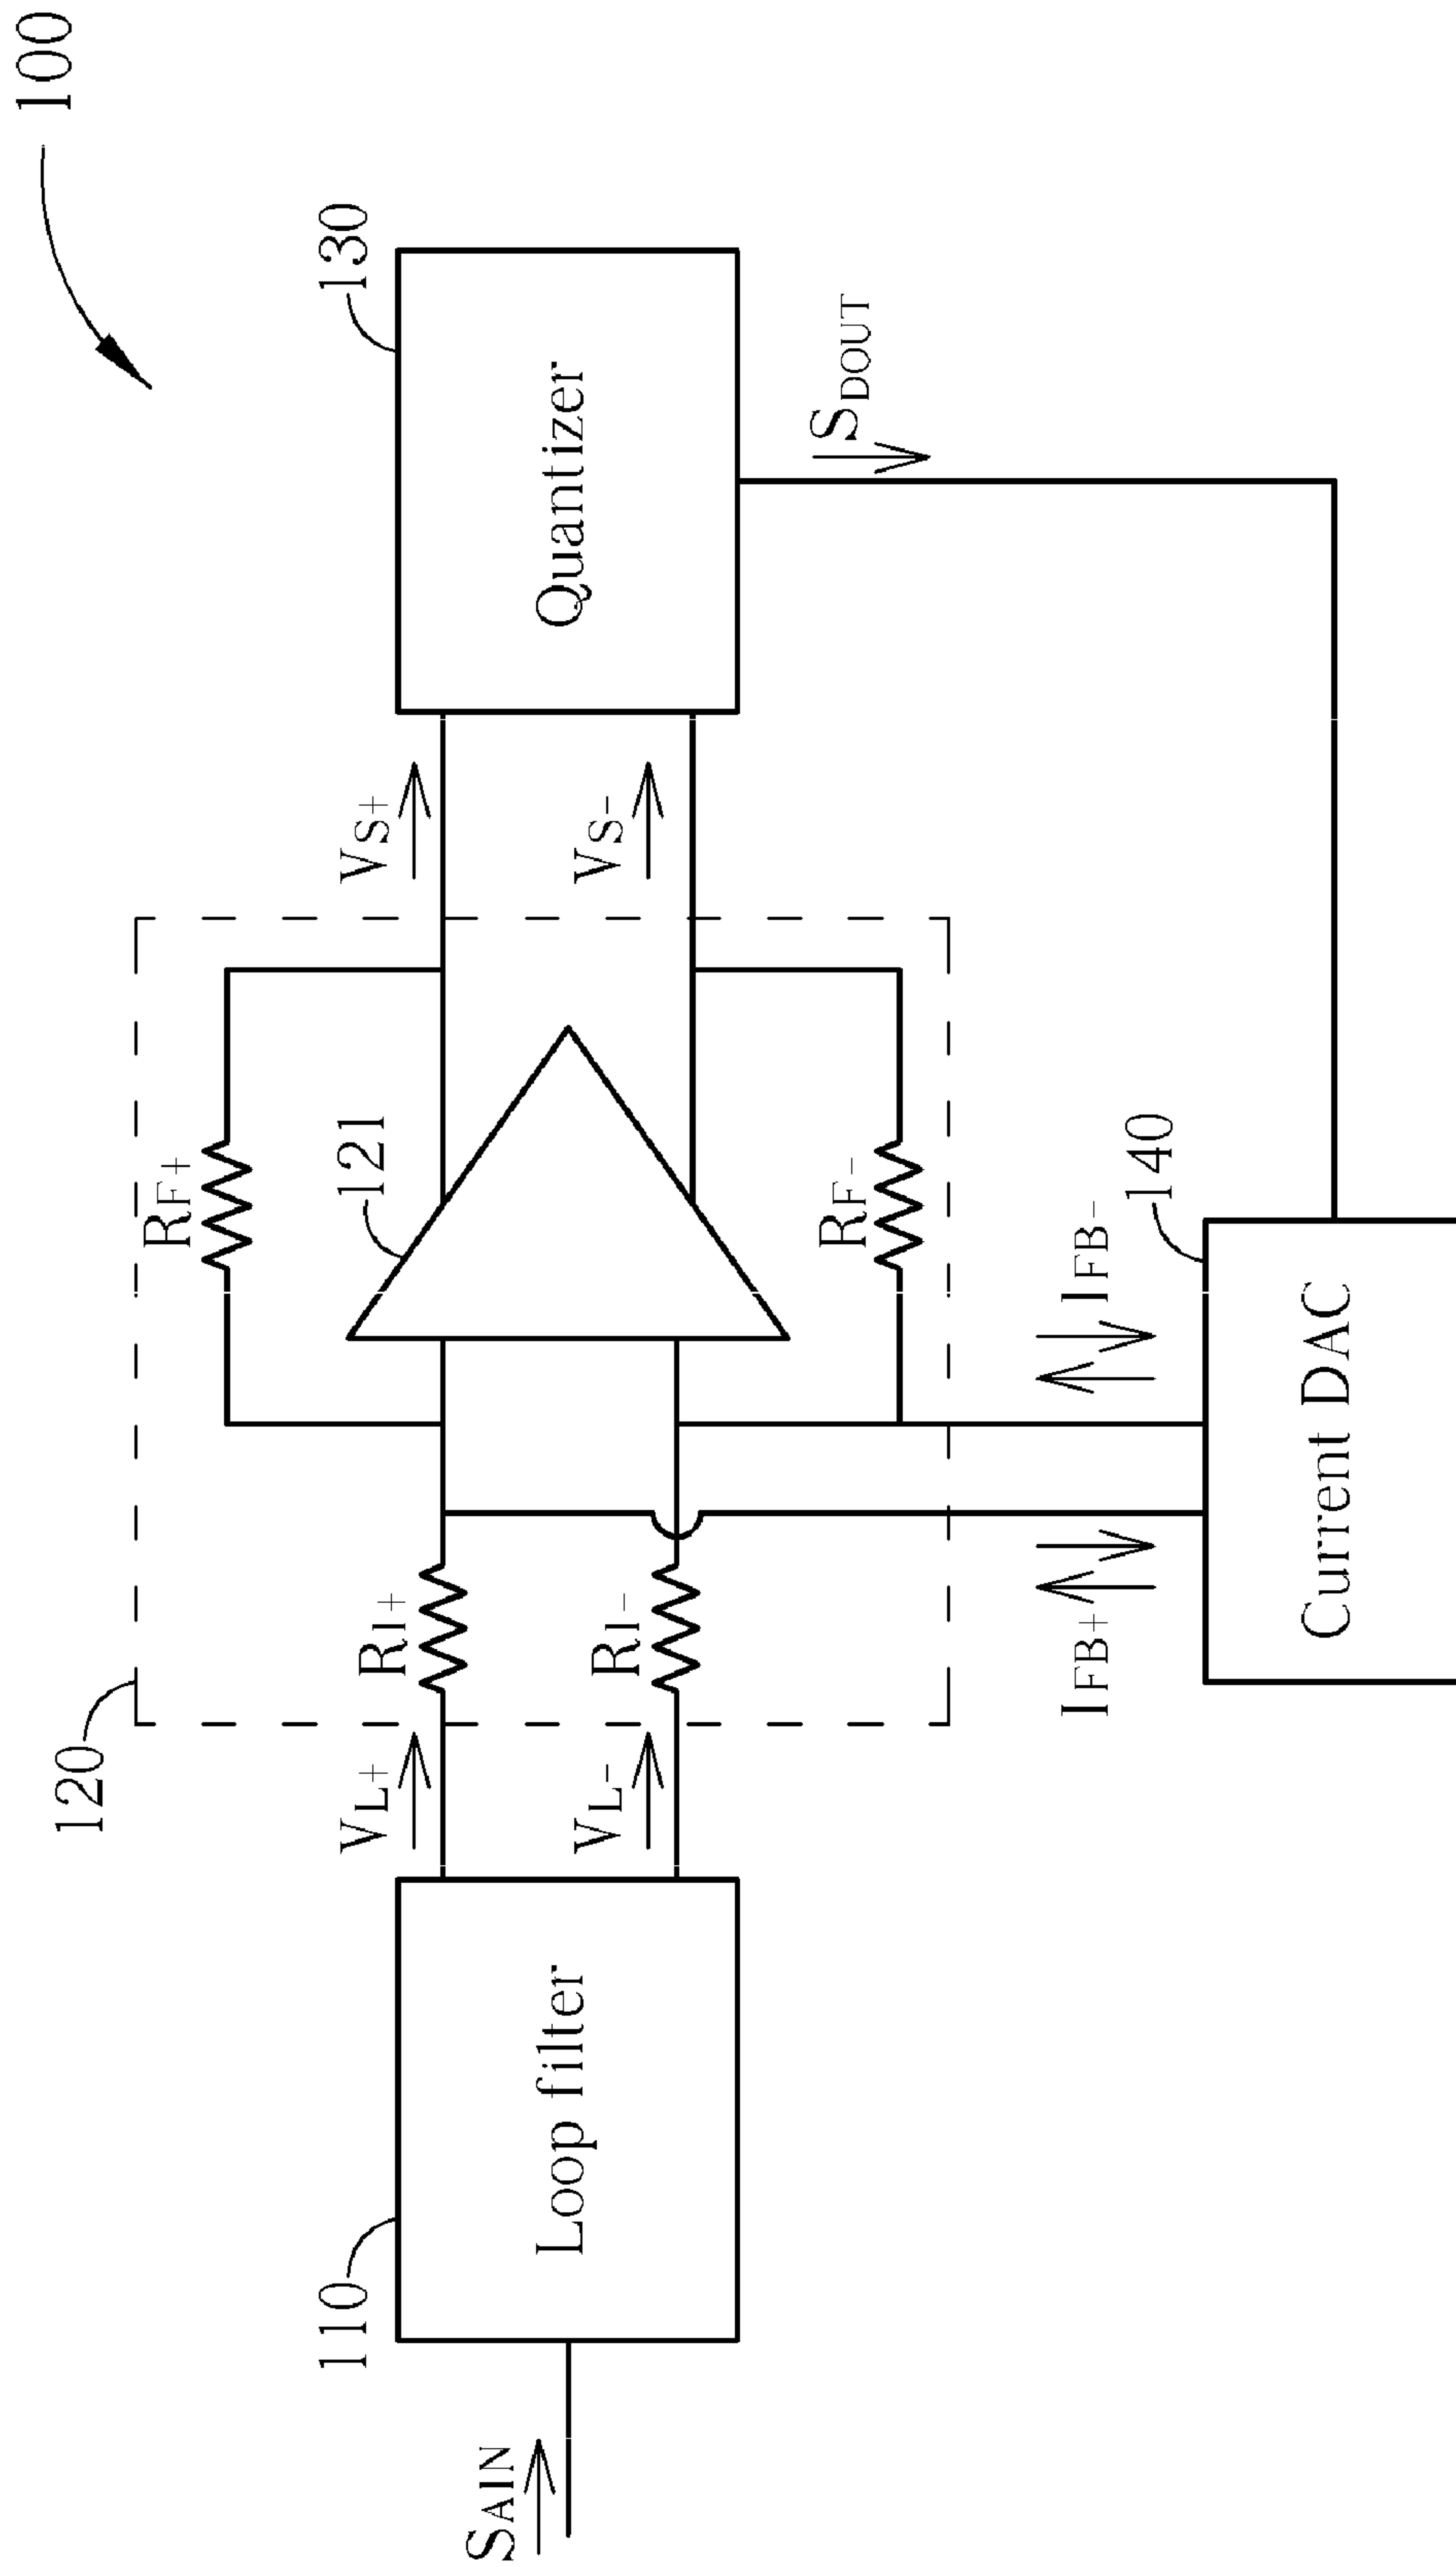 100
120
RF+
110
VL+
RI+
121
VS+
130
SAIN
Loop filter
VL-
RI-
VS-
Quantizer
RF-
SDOUT
IFB+
IFB-
140
Current DAC